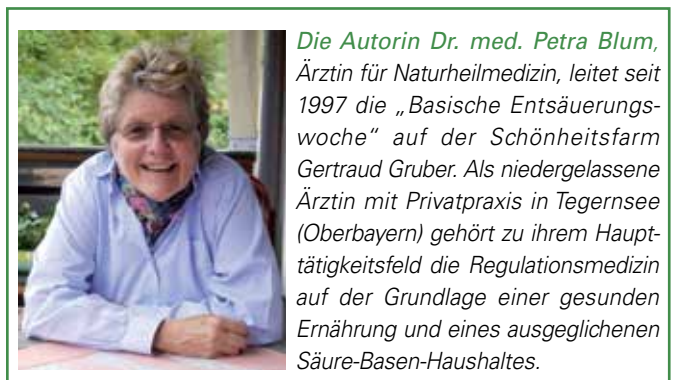 Die Autorin Dr. med. Petra Blum,
Ärztin für Naturheilmedizin, leitet seit
1997 die „Basische Entsäuerungs-
woche“ auf der Schönheitsfarm
Gertraud Gruber. Als niedergelassene
Ärztin mit Privatpraxis in Tegernsee
(Oberbayern) gehört zu ihrem Haupt-
tätigkeitsfeld die Regulationsmedizin
auf der Grundlage einer gesunden
Ernährung und eines ausgeglichenen
Säure-Basen-Haushaltes.